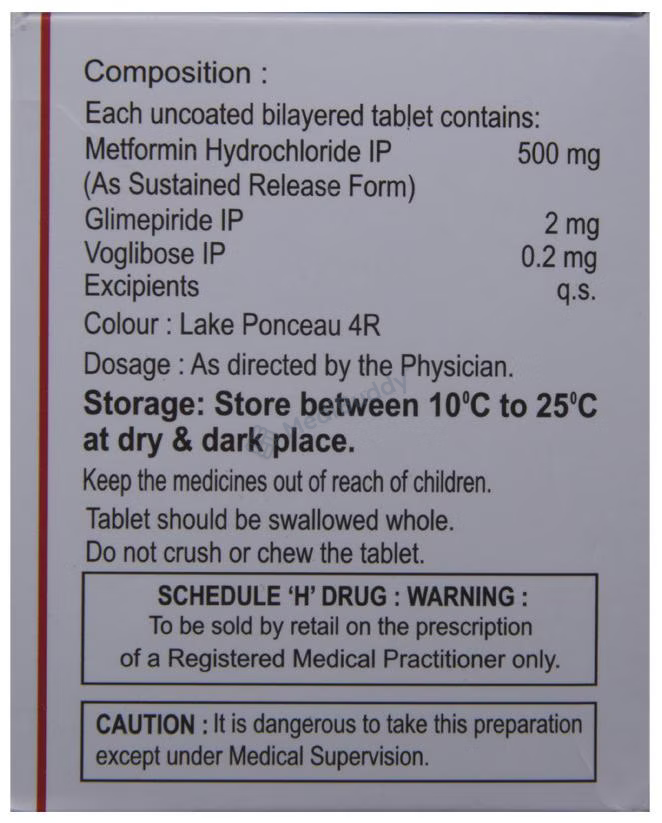 Composition :
Each uncoated bilayered tablet contains:
Metformin Hydrochloride IP 500 mg
(As Sustained Release Form)
Glimepiride IP 2 mg
Voglibose IP 0.2 mg
Excipients q.s.
Colour : Lake Ponceau 4R
Dosage : As directed by the Physician.
Storage: Store between 10⁰C to 25⁰C
at dry & dark place.
Keep the medicines out of reach of children.
Tablet should be swallowed whole.
Do not crush or chew the tablet.
SCHEDULE ‘H’ DRUG : WARNING :
To be sold by retail on the prescription
of a Registered Medical Practitioner only.
CAUTION : It is dangerous to take this preparation
except under Medical Supervision.